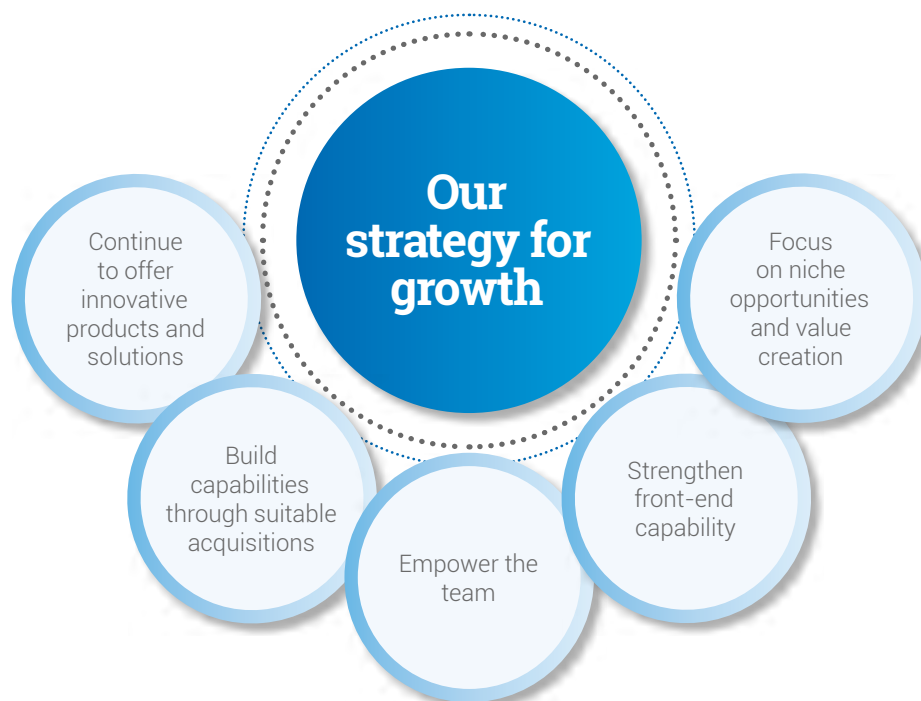 Our
strategy for
growth
Continue
to offer
innovative
products and
solutions
Build
capabilities
through suitable
acquisitions
Empower the
team
Strengthen
front-end
capability
Focus
on niche
opportunities
and value
creation